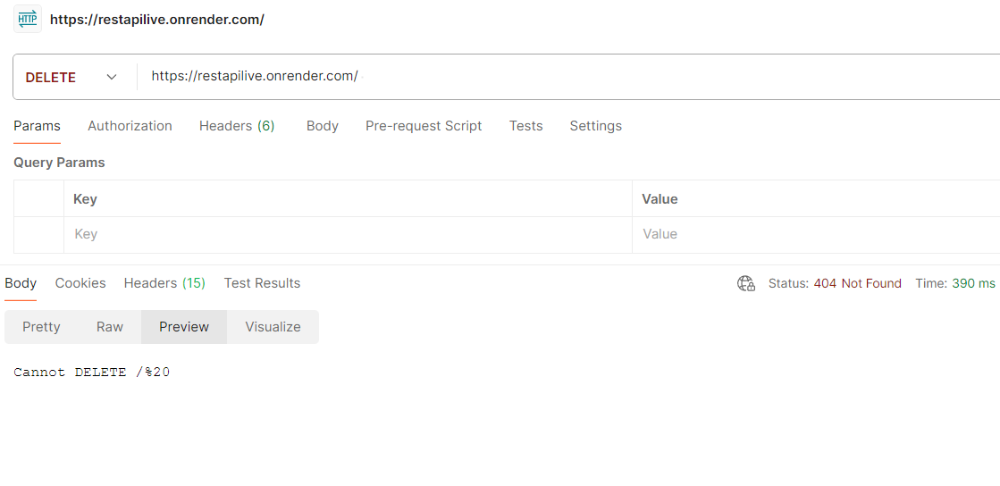 HTTP https://restapilive.onrender.com/
DELETE https://restapilive.onrender.com/
Params Authorization Headers (6) Body Pre-request Script Tests Settings
Query Params
Key Value
Key Value
Body Cookies Headers (15) Test Results Status: 404 Not Found Time: 390 ms
Pretty Raw Preview Visualize
Cannot DELETE /%20